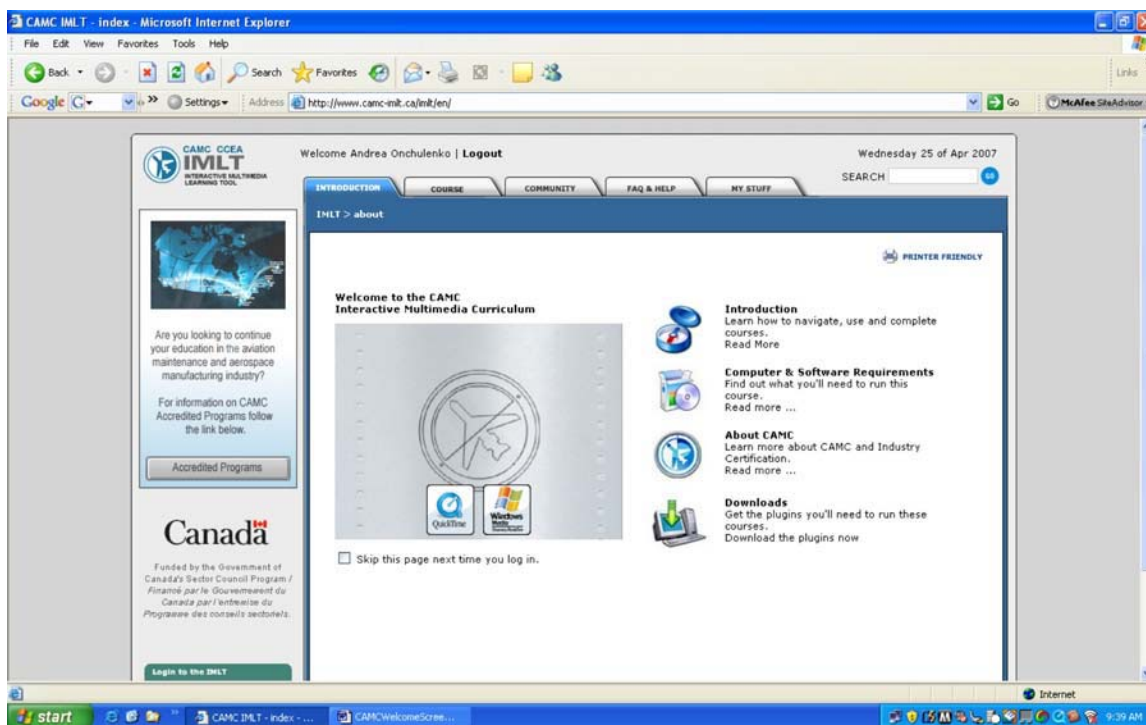 CAMC IMLT - index - Microsoft Internet Explorer
File Edit View Favorites Tools Help
Back Search Favorites
Links
Google G Settings Address http://www.camc-imlt.ca/imlt/en/ Go McAfee SiteAdvisor
CAMC CCEA
IMLT
INTERACTIVE MULTIMEDIA
LEARNING TOOL
Welcome Andrea Onchulenko | Logout
Wednesday 25 of Apr 2007
SEARCH GO
INTRODUCTION COURSE COMMUNITY FAQ & HELP MY STUFF
IMLT > about
PRINTER FRIENDLY
Are you looking to continue
your education in the aviation
maintenance and aerospace
manufacturing industry?
For information on CAMC
Accredited Programs follow
the link below.
Accredited Programs
Canada
Funded by the Government of
Canada's Sector Council Program /
Financé par le Gouvernement du
Canada par l'entremise du
Programme des conseils sectoriels.
Login to the IMLT
Welcome to the CAMC
Interactive Multimedia Curriculum
QuickTime
Windows
Media
Skip this page next time you log in.
Introduction
Learn how to navigate, use and complete
courses.
Read More
Computer & Software Requirements
Find out what you'll need to run this
course.
Read more ...
About CAMC
Learn more about CAMC and Industry
Certification.
Read more ...
Downloads
Get the plugins you'll need to run these
courses.
Download the plugins now
Internet
start CAMC IMLT - index - ... CAMCWelcomeScree... 9:39 AM